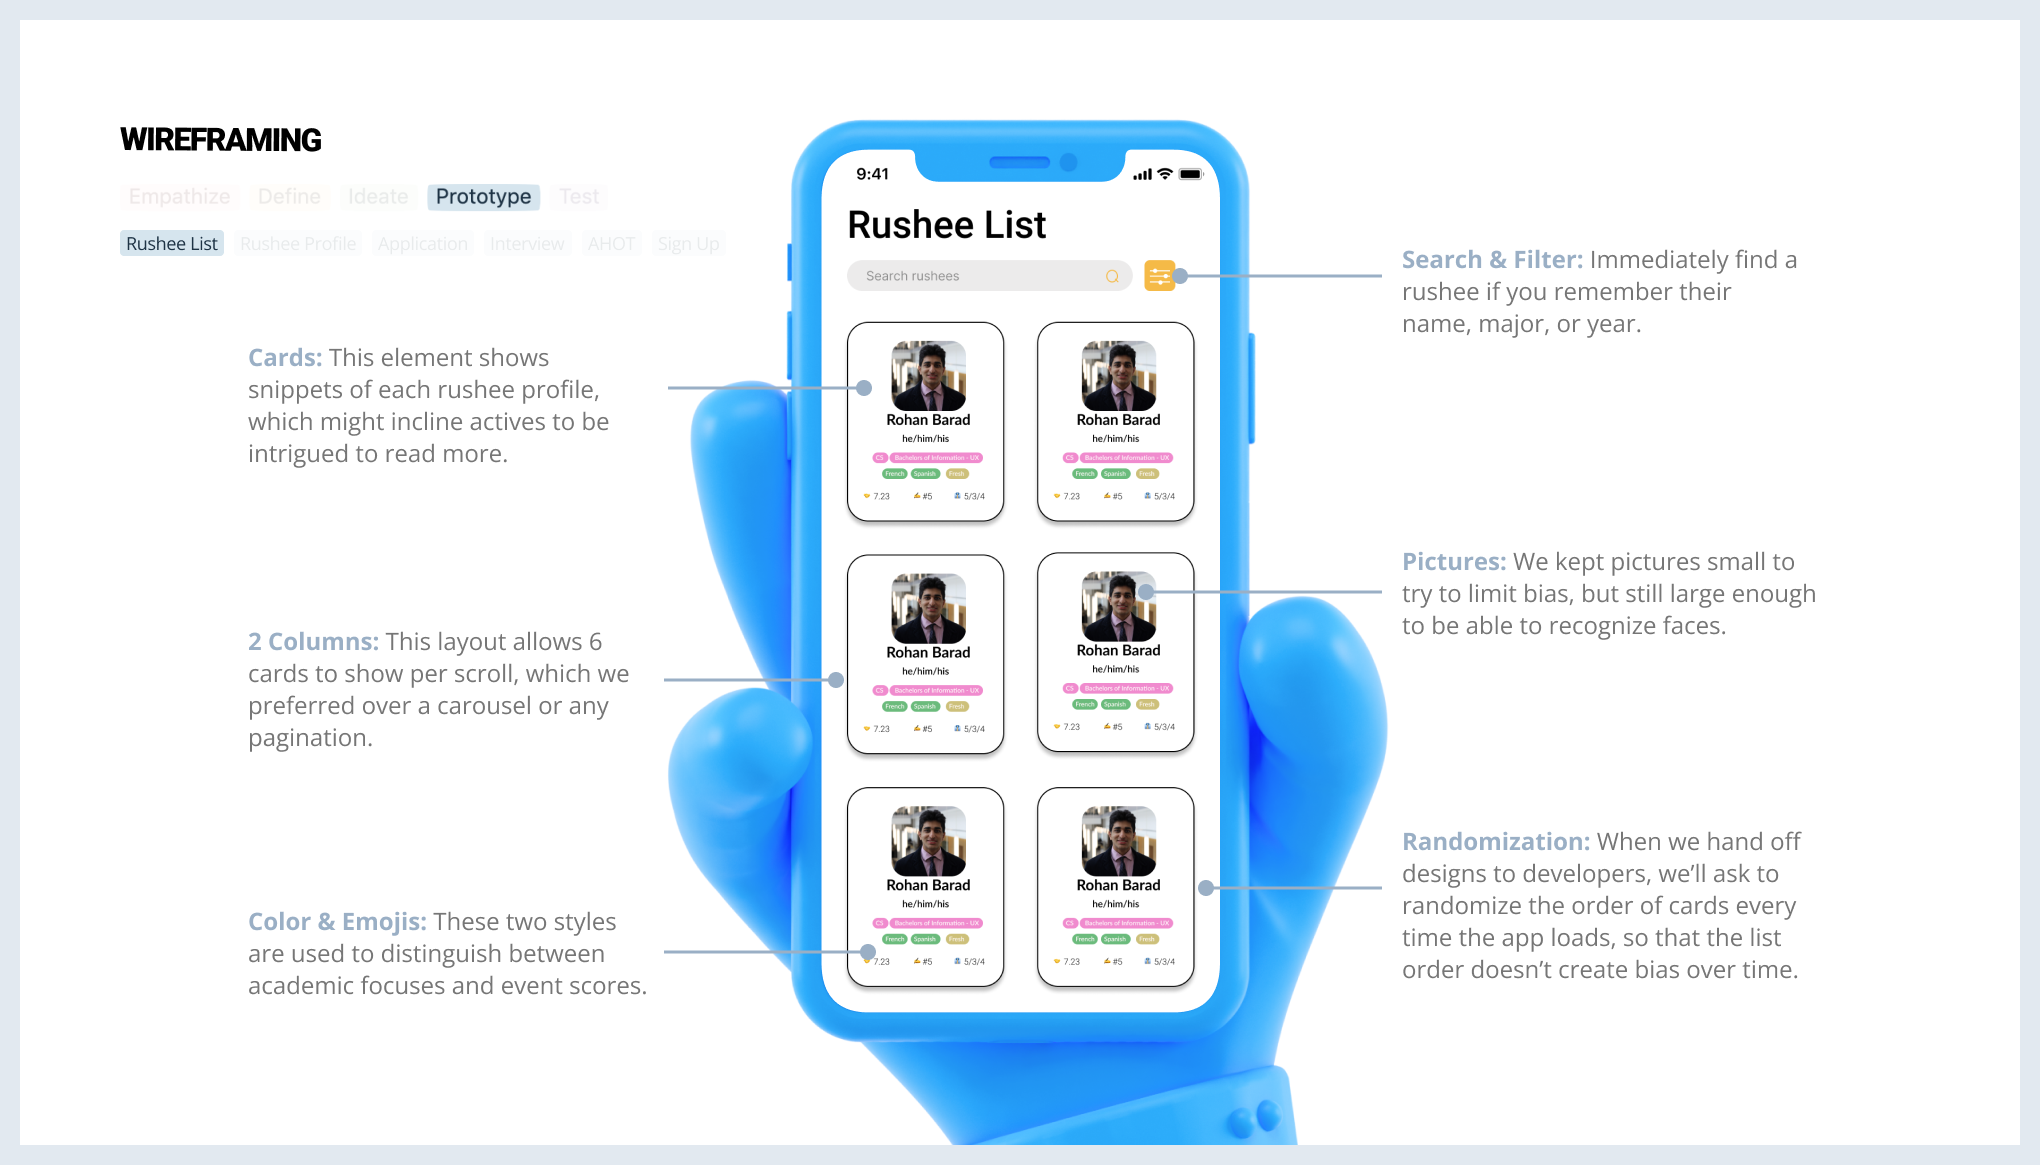 WIREFRAMING
Empathize Define Ideate Prototype Test
Rushee List Rushee Profile Application Interview AHOT Sign Up
Cards: This element shows
snippets of each rushee profile,
which might incline actives to be
intrigued to read more.
2 Columns: This layout allows 6
cards to show per scroll, which we
preferred over a carousel or any
pagination.
Color & Emojis: These two styles
are used to distinguish between
academic focuses and event scores.
9:41
Rushee List
Search rushees
Rohan Barad
he/him/his
CS Bachelors of Information - UX
French Spanish Fresh
7.23 #5 5/3/4
Rohan Barad
he/him/his
CS Bachelors of Information - UX
French Spanish Fresh
7.23 #5 5/3/4
Rohan Barad
he/him/his
CS Bachelors of Information - UX
French Spanish Fresh
7.23 #5 5/3/4
Rohan Barad
he/him/his
CS Bachelors of Information - UX
French Spanish Fresh
7.23 #5 5/3/4
Rohan Barad
he/him/his
CS Bachelors of Information - UX
French Spanish Fresh
7.23 #5 5/3/4
Rohan Barad
he/him/his
CS Bachelors of Information - UX
French Spanish Fresh
7.23 #5 5/3/4
Search & Filter: Immediately find a
rushee if you remember their
name, major, or year.
Pictures: We kept pictures small to
try to limit bias, but still large enough
to be able to recognize faces.
Randomization: When we hand off
designs to developers, we’ll ask to
randomize the order of cards every
time the app loads, so that the list
order doesn’t create bias over time.